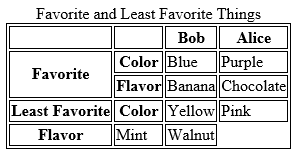 Favorite and Least Favorite Things
Bob Alice
Favorite Color Blue Purple
Flavor Banana Chocolate
Least Favorite Color Yellow Pink
Flavor Mint Walnut